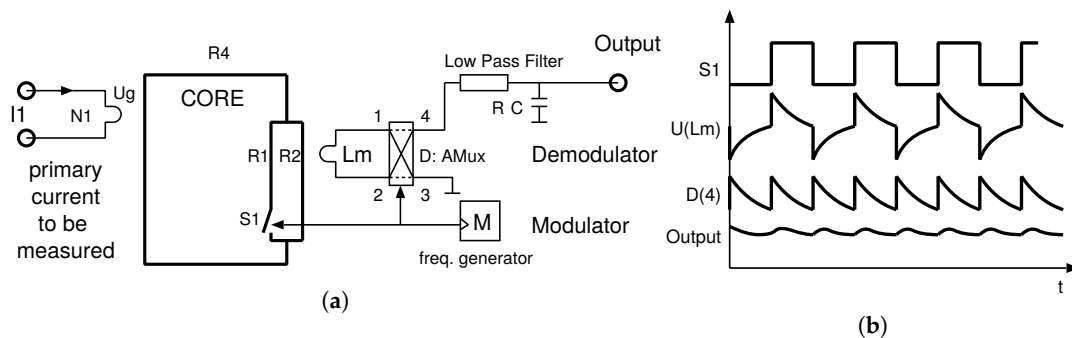 R4
CORE
I1
N1
Ug
primary
current
to be
measured
R1
R2
S1
Output
Low Pass Filter
R C
1
4
Lm
D: AMux
2
3
Demodulator
M
Modulator
freq. generator
(a)
S1
U(Lm)
D(4)
Output
t
(b)